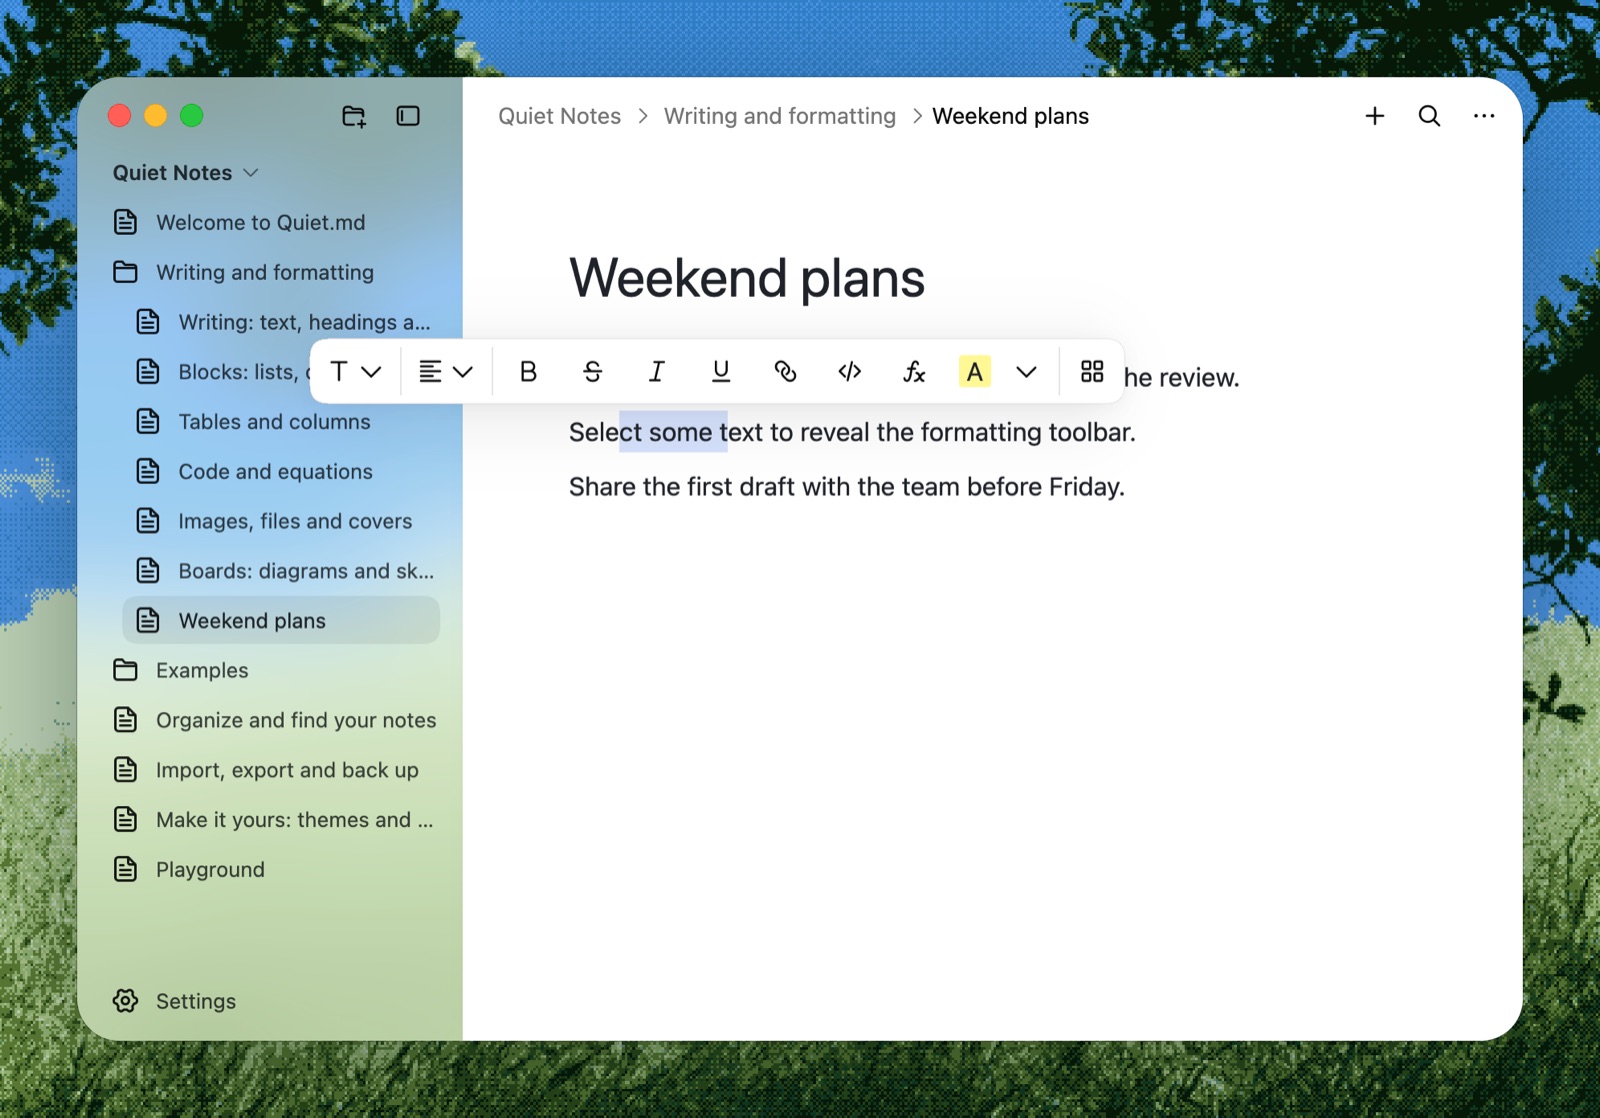 Quiet Notes
Welcome to Quiet.md
Writing and formatting
Writing: text, headings a...
Blocks: lists,
Tables and columns
Code and equations
Images, files and covers
Boards: diagrams and sk...
Weekend plans
Examples
Organize and find your notes
Import, export and back up
Make it yours: themes and ...
Playground
Settings
Quiet Notes > Writing and formatting > Weekend plans
Weekend plans
T B S I U </> fx A
review.
Select some text to reveal the formatting toolbar.
Share the first draft with the team before Friday.